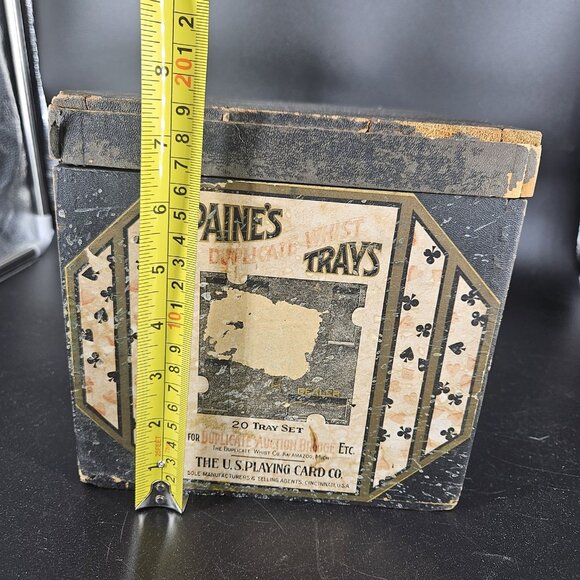 PAINE'S
DUPLICATE WHIST
TRAYS
20 TRAY SET
FOR DUPLICATE AUCTION BRIDGE ETC.
THE DUPLICATE WHIST CO. KALAMAZOO, MICH
THE U.S. PLAYING CARD CO.
SOLE MANUFACTURERS & SELLING AGENTS, CINCINNATI, U.S.A.